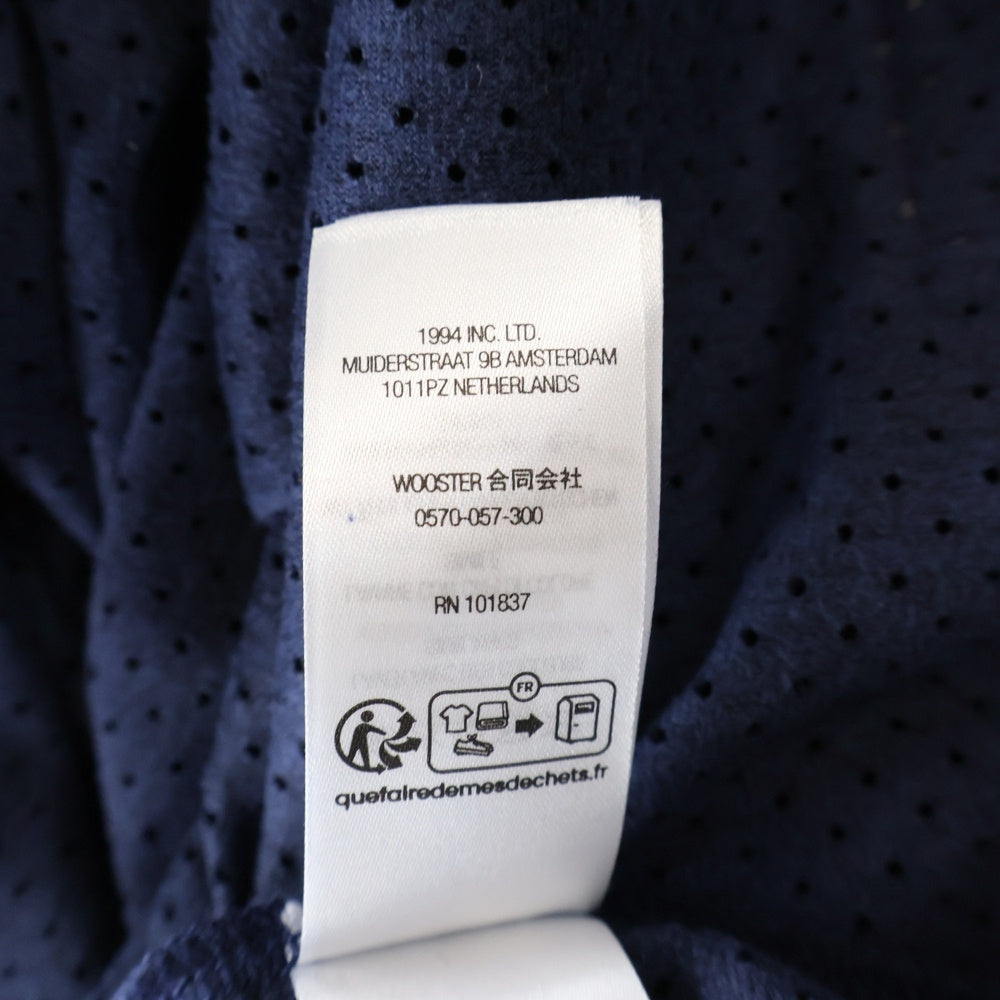 1994 INC. LTD.
MUIDERSTRAAT 9B AMSTERDAM
1011PZ NETHERLANDS
WOOSTER 合同会社
0570-057-300
RN 101837
FR
quefairedemesdechets.fr